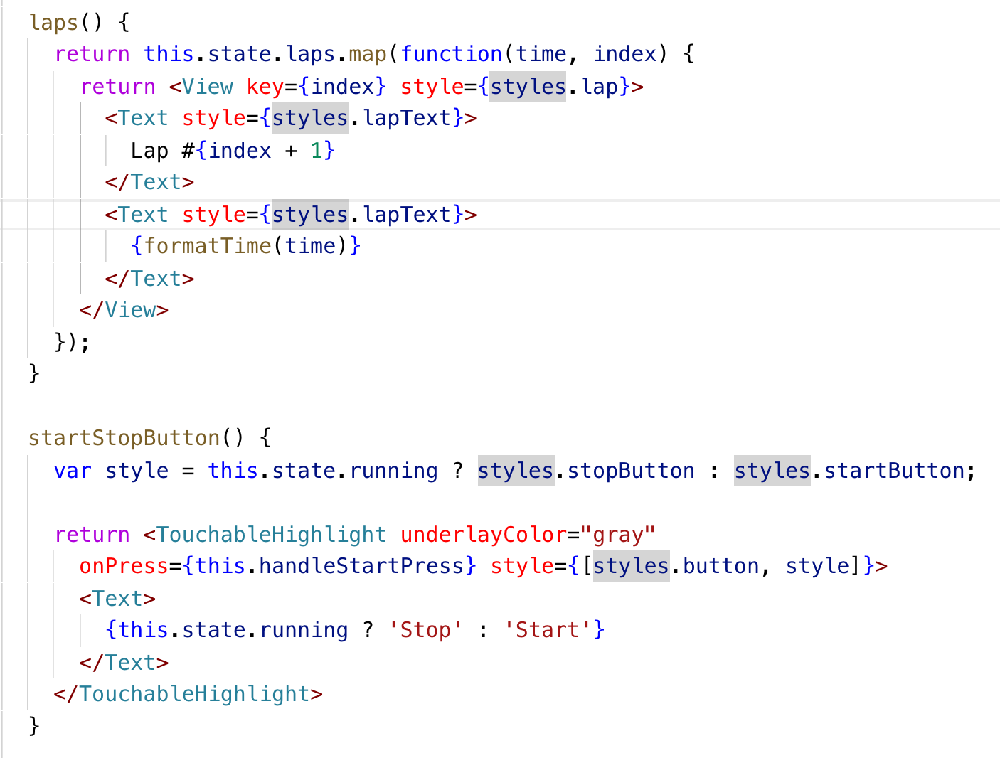 laps() {
return this.state.laps.map(function(time, index) {
return <View key={index} style={styles.lap}>
<Text style={styles.lapText}>
Lap #{index + 1}
</Text>
<Text style={styles.lapText}>
{formatTime(time)}
</Text>
</View>
});
}
startStopButton() {
var style = this.state.running ? styles.stopButton : styles.startButton;
return <TouchableHighlight underlayColor="gray"
onPress={this.handleStartPress} style={[styles.button, style]}>
<Text>
{this.state.running ? 'Stop' : 'Start'}
</Text>
</TouchableHighlight>
}